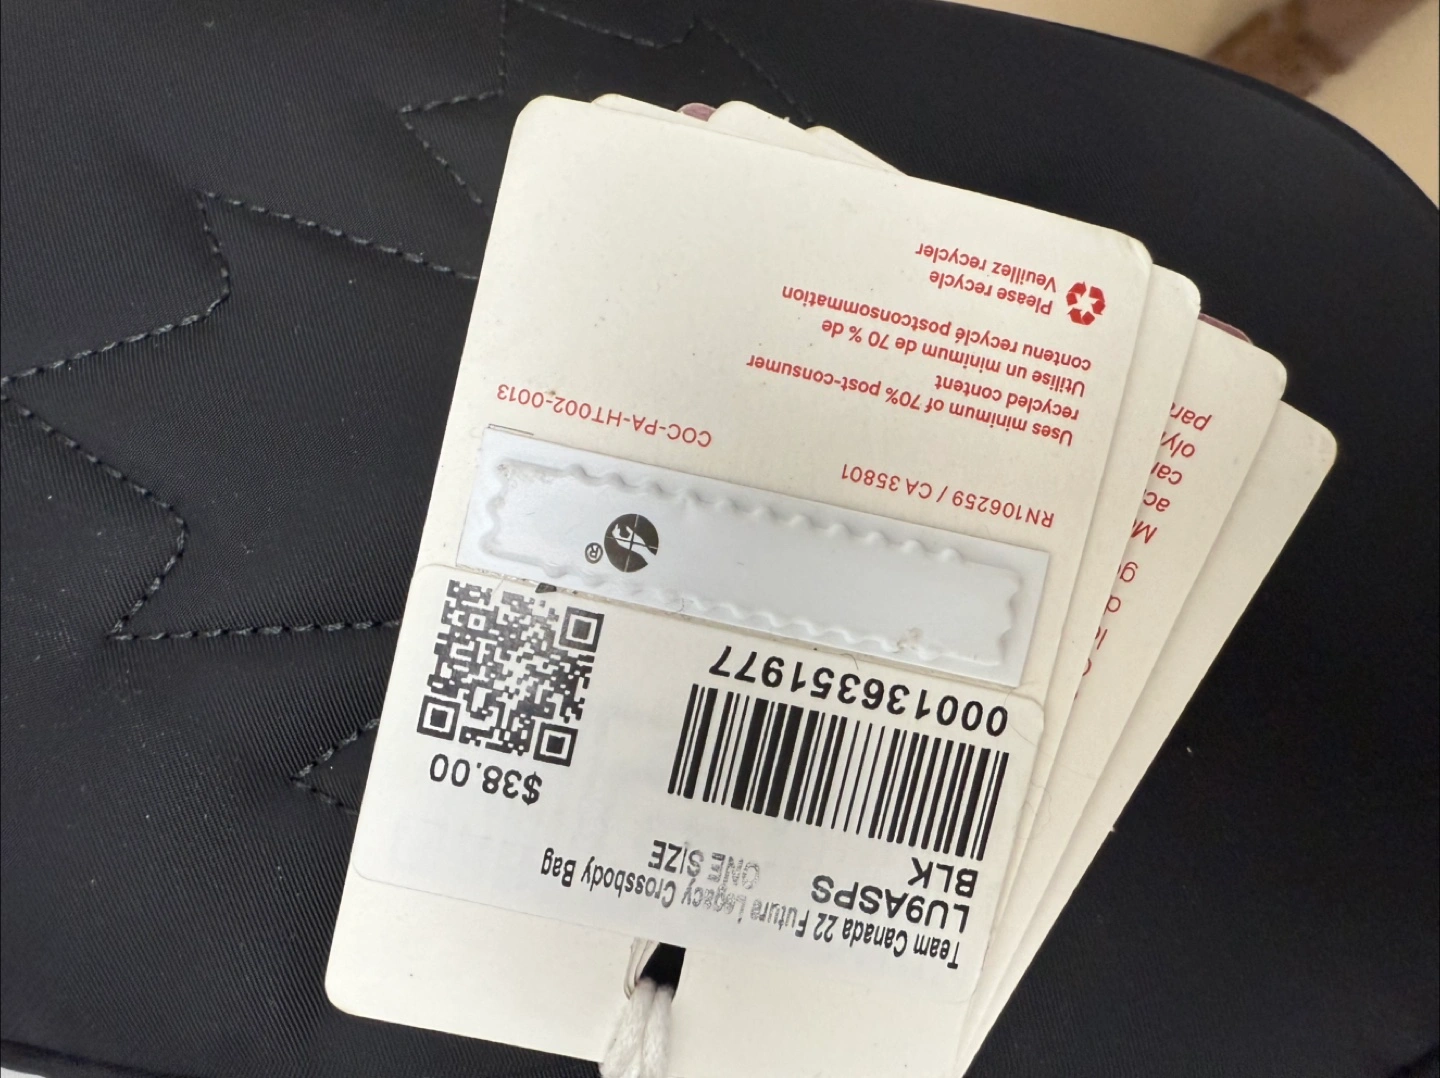 Team Canada 22 Future Legacy Crossbody Bag
LU9ASPS
ONE SIZE
BLK
$38.00
000136351977
®
RN106259 / CA 35801
COC-PA-HT002-0013
Uses minimum of 70% post-consumer
recycled content
Utilise un minimum de 70 % de
contenu recyclé postconsommation
Please recycle
Veuillez recycler